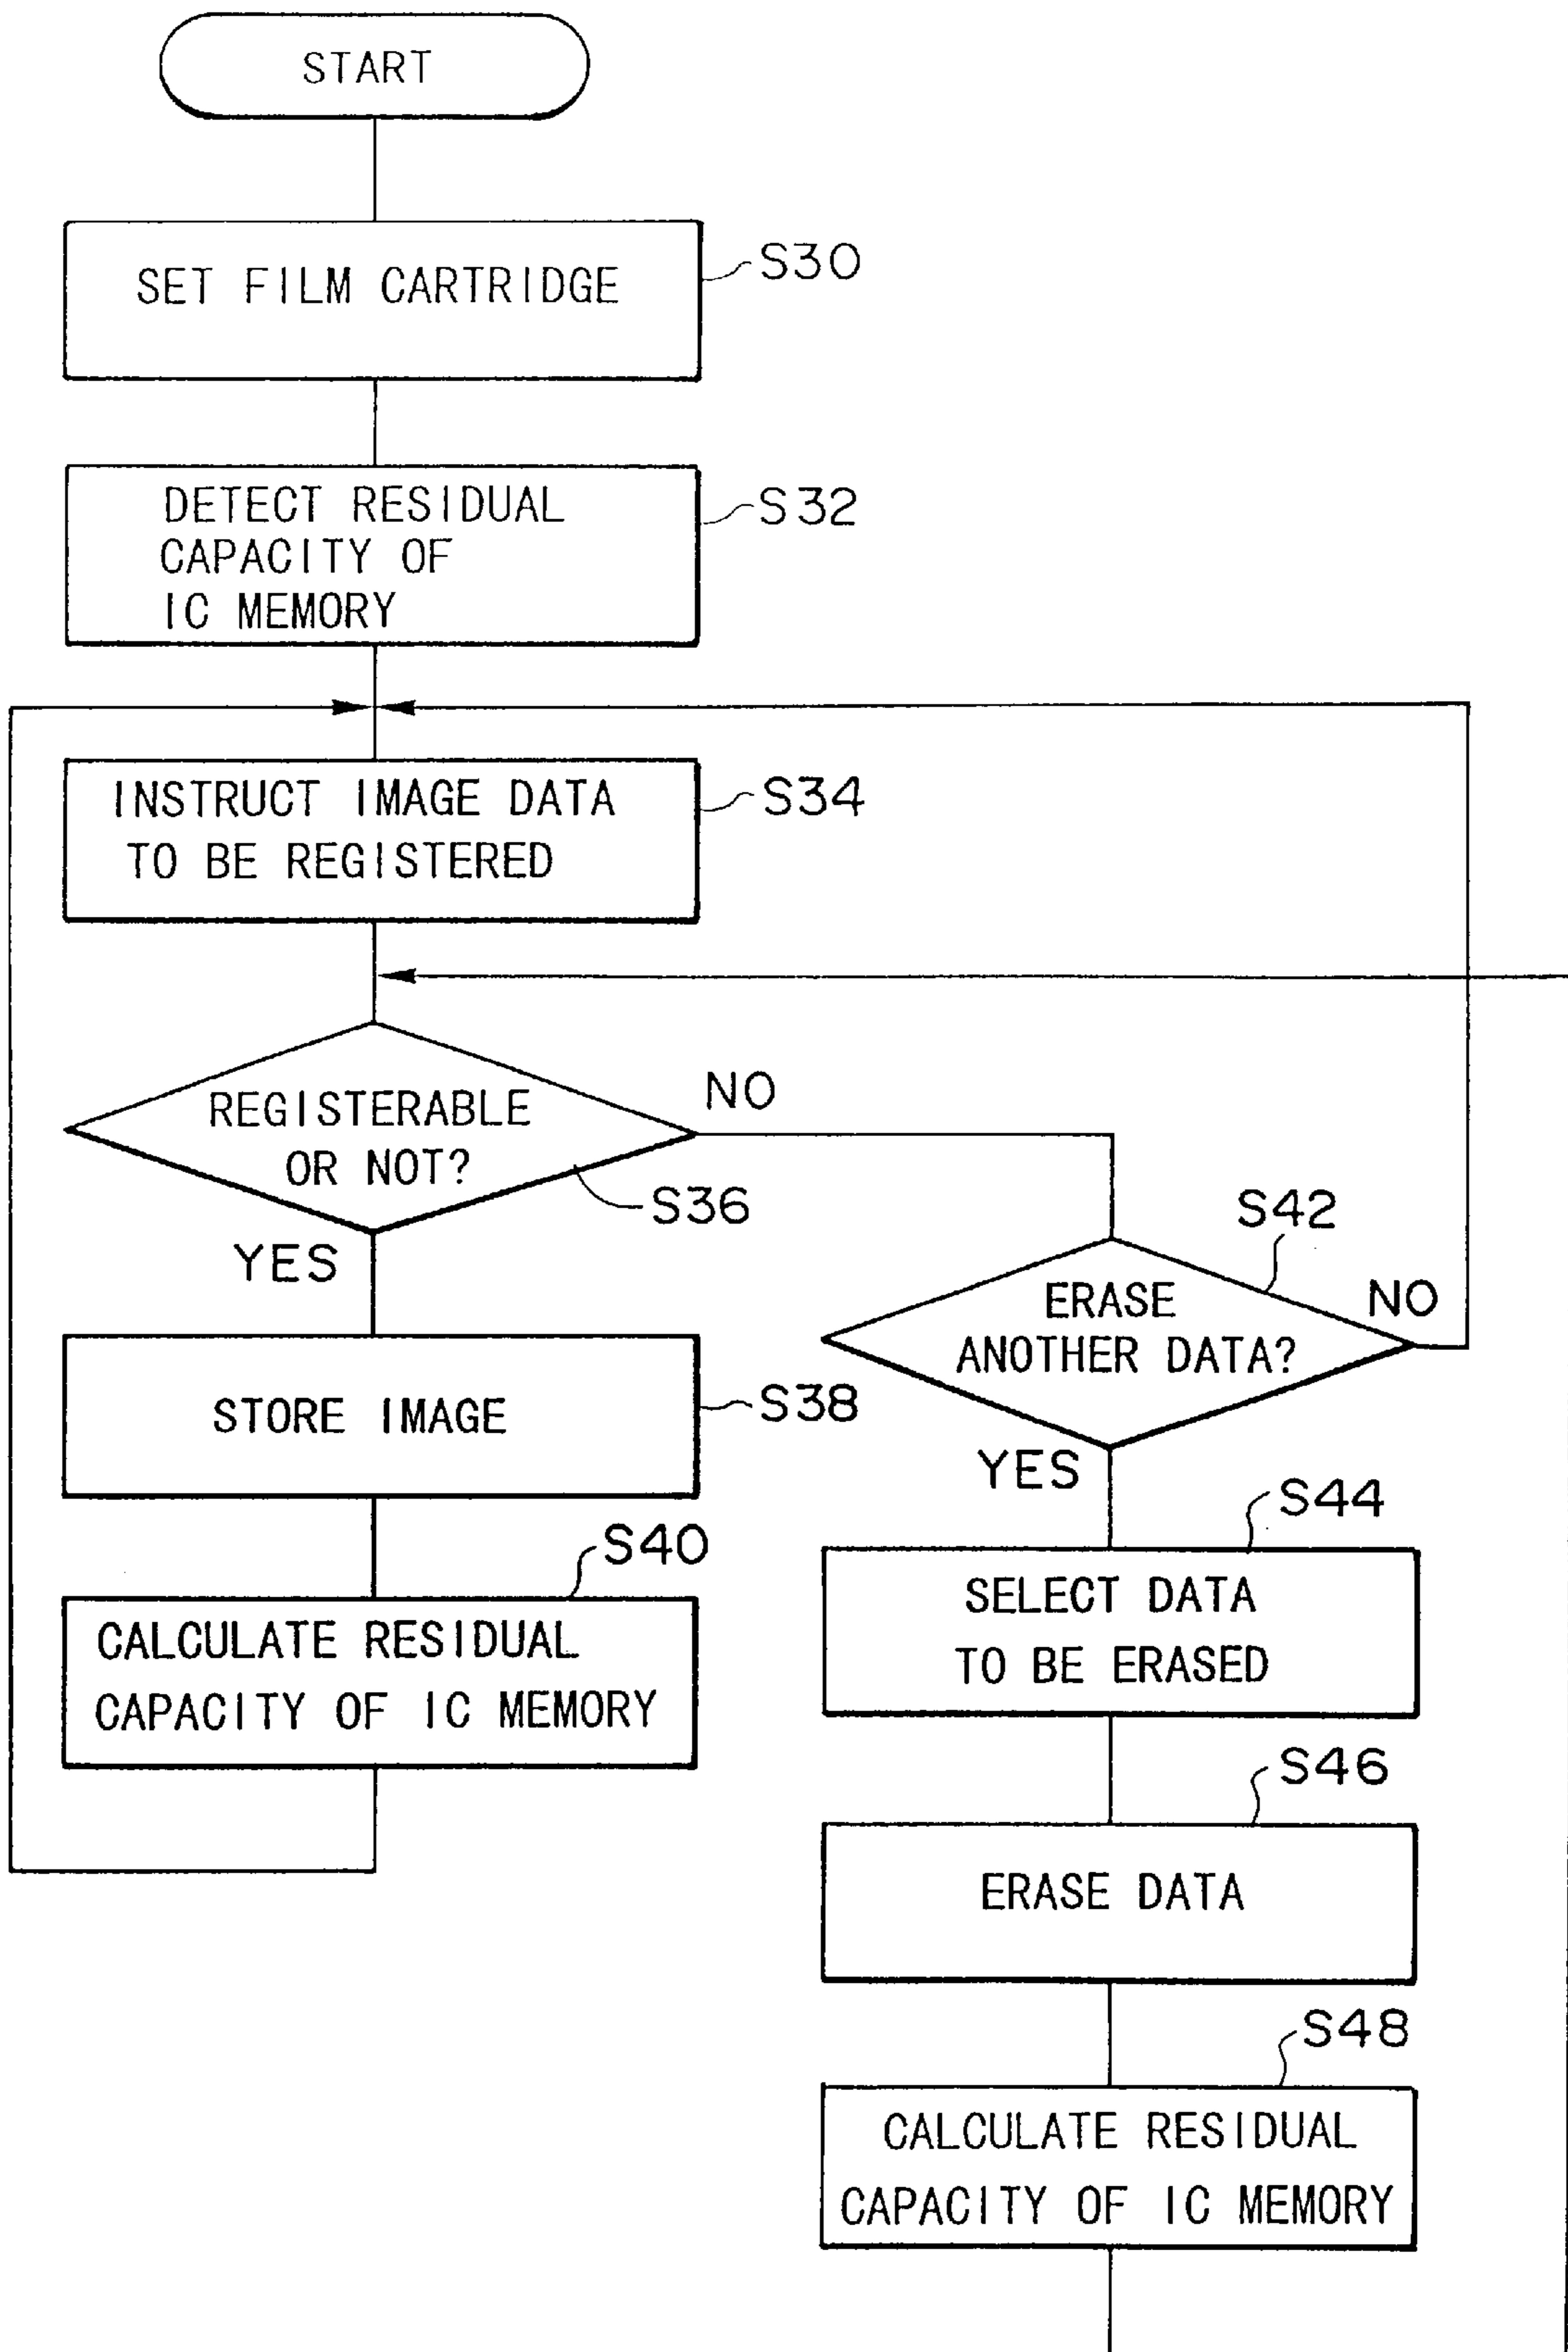 START
SET FILM CARTRIDGE
S30
DETECT RESIDUAL
CAPACITY OF
IC MEMORY
S32
INSTRUCT IMAGE DATA
TO BE REGISTERED
S34
REGISTERABLE
OR NOT?
NO
S36
YES
STORE IMAGE
S38
S40
CALCULATE RESIDUAL
CAPACITY OF IC MEMORY
S42
ERASE
ANOTHER DATA?
NO
YES
S44
SELECT DATA
TO BE ERASED
S46
ERASE DATA
S48
CALCULATE RESIDUAL
CAPACITY OF IC MEMORY